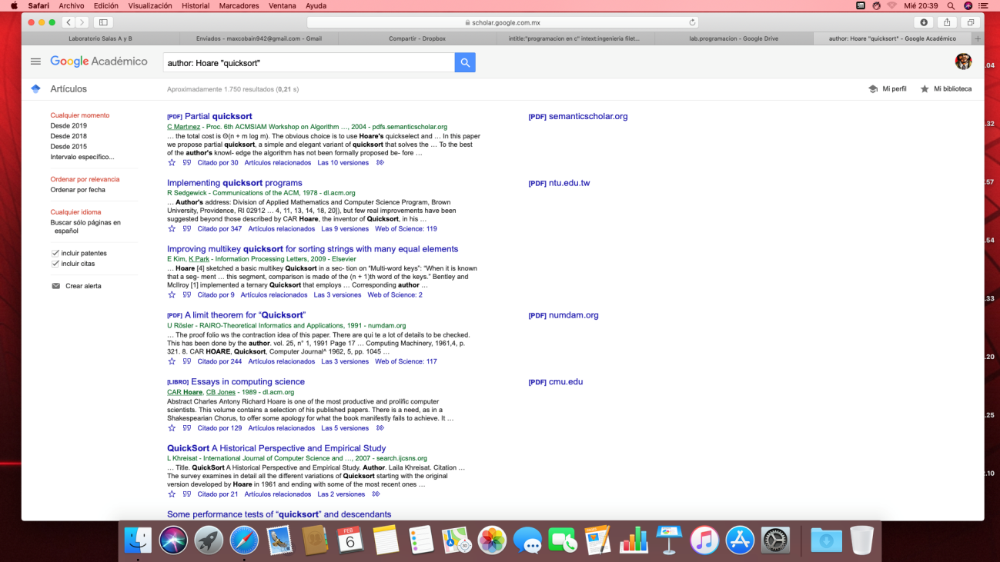 Safari Archivo Edición Visualización Historial Marcadores Ventana Ayuda Mié 20:39
scholar.google.com.mx
Laboratorio Salas A y B Enviados - maxcobain942@gmail.com - Gmail Compartir - Dropbox intitle:"programacion en c" intext:ingenieria filet... lab.programacion - Google Drive author: Hoare "quicksort" - Google Académico
Google Académico author: Hoare "quicksort"
.04
Artículos Aproximadamente 1.750 resultados (0,21 s) Mi perfil Mi biblioteca
Cualquier momento
Desde 2019
Desde 2018
Desde 2015
Intervalo específico...
Ordenar por relevancia
Ordenar por fecha
Cualquier idioma
Buscar sólo páginas en
español
incluir patentes
incluir citas
Crear alerta
[PDF] Partial quicksort [PDF] semanticscholar.org
C Martınez - Proc. 6th ACMSIAM Workshop on Algorithm …, 2004 - pdfs.semanticscholar.org
… the total cost is Θ(n + m log m). The obvious choice is to use Hoare's quickselect and … In this paper
we propose partial quicksort, a simple and elegant variant of quicksort that solves the … To the best
of the author's knowl- edge the algorithm has not been formally proposed be- fore …
Citado por 30 Artículos relacionados Las 10 versiones
Implementing quicksort programs [PDF] ntu.edu.tw
R Sedgewick - Communications of the ACM, 1978 - dl.acm.org
… Author's address: Division of Applied Mathematics and Computer Science Program, Brown
University, Providence, RI 02912 … 4, 11, 13, 14, 18, 20]), but few real improvements have been
suggested beyond those described by CAR Hoare, the inventor of Quicksort, in his …
Citado por 347 Artículos relacionados Las 9 versiones Web of Science: 119
Improving multikey quicksort for sorting strings with many equal elements
E Kim, K Park - Information Processing Letters, 2009 - Elsevier
… Hoare [4] sketched a basic multikey Quicksort in a sec- tion on “Multi-word keys”: “When it is known
that a seg- ment … this segment, comparison is made of the (n + 1)th word of the keys.” Bentley and
McIlroy [1] implemented a ternary Quicksort that employs … Corresponding author …
Citado por 9 Artículos relacionados Las 3 versiones Web of Science: 2
[PDF] A limit theorem for “Quicksort” [PDF] numdam.org
U Rösler - RAIRO-Theoretical Informatics and Applications, 1991 - numdam.org
… The proof folio ws the contraction idea of this paper. There are qui te a lot of details to be checked.
This has been done by the author. vol. 25, n° 1, 1991 Page 17 … Computing Machinery, 1961,4, p.
321. 8. CAR HOARE, Quicksort, Computer Journal^ 1962, 5, pp. 1045 …
Citado por 244 Artículos relacionados Las 3 versiones Web of Science: 117
[LIBRO] Essays in computing science [PDF] cmu.edu
CAR Hoare, CB Jones - 1989 - dl.acm.org
Abstract Charles Antony Richard Hoare is one of the most productive and prolific computer
scientists. This volume contains a selection of his published papers. There is a need, as in a
Shakespearian Chorus, to offer some apology for what the book manifestly fails to achieve. It …
Citado por 129 Artículos relacionados Las 5 versiones
QuickSort A Historical Perspective and Empirical Study
L Khreisat - International Journal of Computer Science and …, 2007 - search.ijcsns.org
… Title. QuickSort A Historical Perspective and Empirical Study. Author. Laila Khreisat. Citation …
The survey examines in detail all the different variations of Quicksort starting with the original
version developed by Hoare in 1961 and ending with some of the most recent ones …
Citado por 21 Artículos relacionados Las 2 versiones
Some performance tests of “quicksort” and descendants
.32
.57
.54
.33
.20
.25
.10
FEB
6